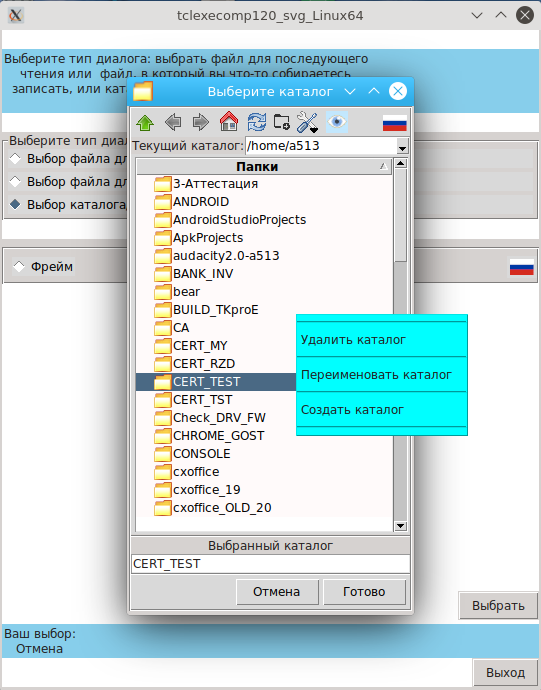 tclexecomp120_svg_Linux64
Выберите тип диалога: выбрать файл для последующего
чтения или файл, в который вы что-то собираетесь
записать, или кат
Выберите каталог
Выберите тип диал
Текущий каталог: /home/a513
Выбор файла дл
Выбор файла дл
Выбор каталога
Фрейм
Папки
3-Аттестация
ANDROID
AndroidStudioProjects
ApkProjects
audacity2.0-a513
BANK_INV
bear
BUILD_TKproE
CA
CERT_MY
CERT_RZD
CERT_TEST
CERT_TST
Check_DRV_FW
CHROME_GOST
CONSOLE
cxoffice
cxoffice_19
cxoffice_OLD_20
Удалить каталог
Переименовать каталог
Создать каталог
Выбранный каталог
CERT_TEST
Отмена
Готово
Выбрать
Ваш выбор:
Отмена
Выход